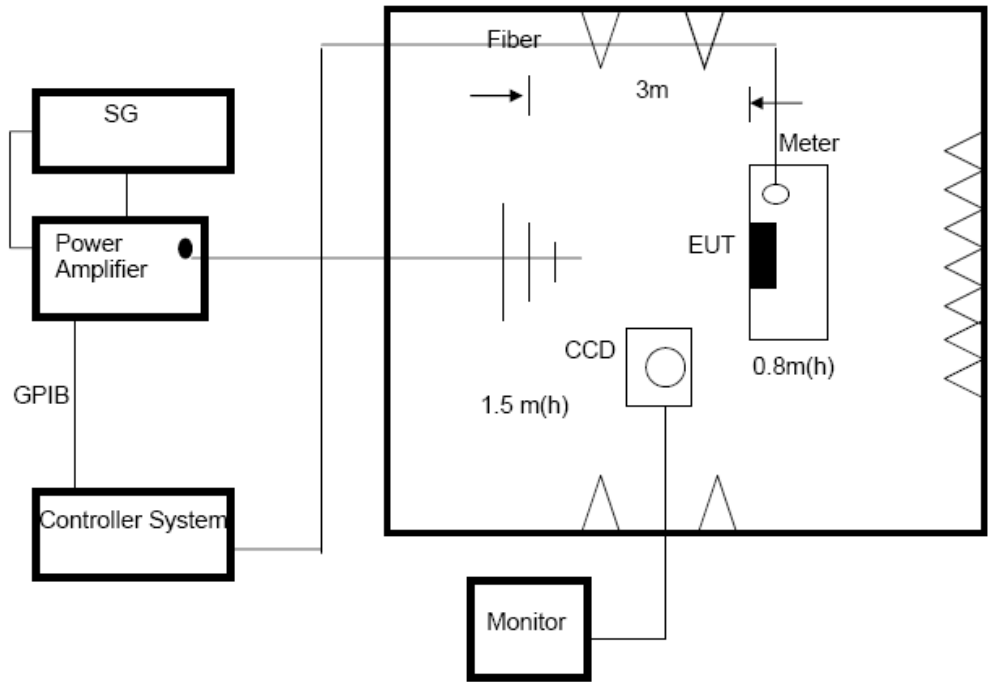 Fiber
SG
3m
Meter
Power
Amplifier
EUT
CCD
0.8m(h)
GPIB
1.5 m(h)
Controller System
Monitor